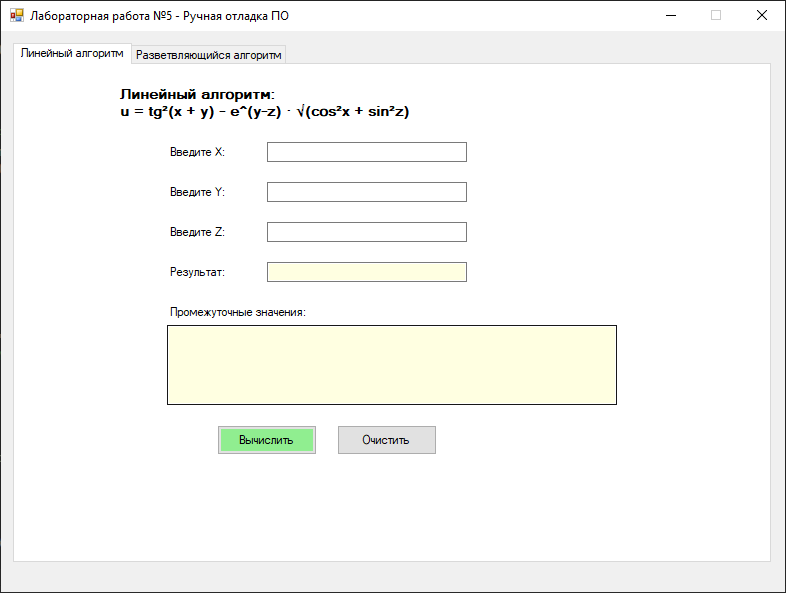 Лабораторная работа №5 - Ручная отладка ПО
Линейный алгоритм Разветвляющийся алгоритм
Линейный алгоритм:
u = tg²(x + y) - e^(y-z) · √(cos²x + sin²z)
Введите X:
Введите Y:
Введите Z:
Результат:
Промежуточные значения:
Вычислить Очистить